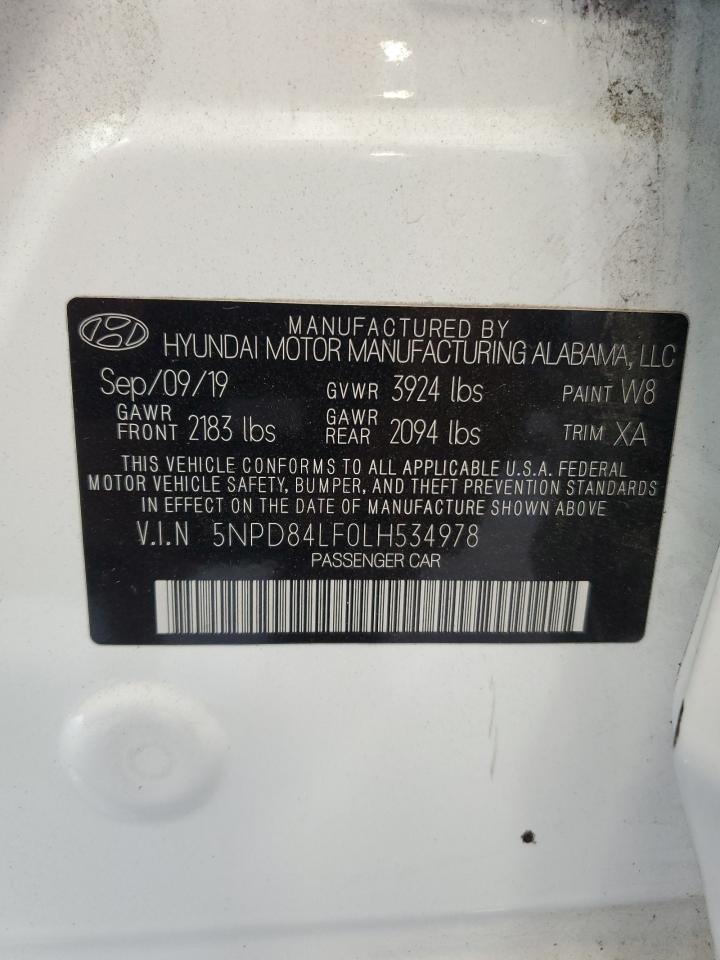 MANUFACTURED BY
HYUNDAI MOTOR MANUFACTURING ALABAMA, LLC
Sep/09/19 GVWR 3924 lbs PAINT W8
GAWR FRONT 2183 lbs GAWR REAR 2094 lbs TRIM XA
THIS VEHICLE CONFORMS TO ALL APPLICABLE U.S.A. FEDERAL
MOTOR VEHICLE SAFETY, BUMPER, AND THEFT PREVENTION STANDARDS
IN EFFECT ON THE DATE OF MANUFACTURE SHOWN ABOVE
V.I.N 5NPD84LF0LH534978
PASSENGER CAR